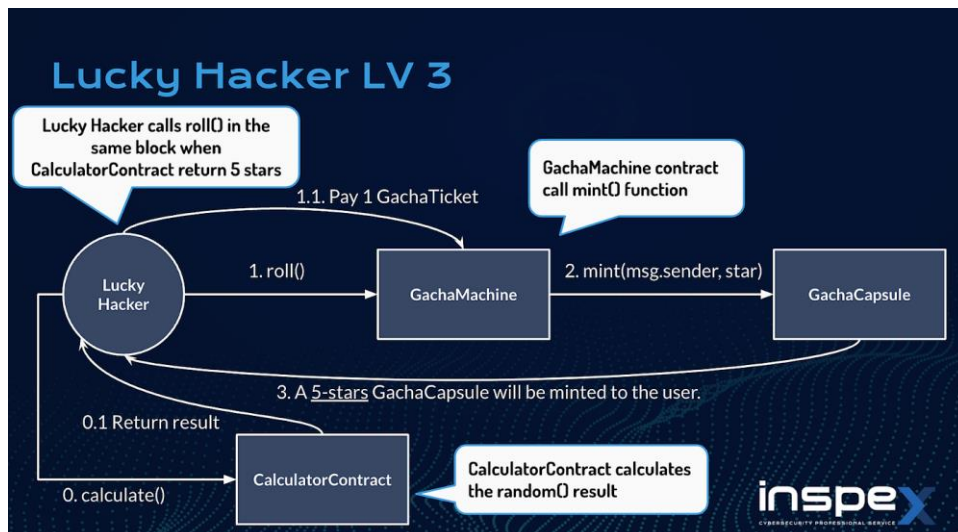 Lucky Hacker LV 3
Lucky Hacker calls roll() in the
same block when
CalculatorContract return 5 stars
GachaMachine contract
call mint() function
1.1. Pay 1 GachaTicket
Lucky
Hacker
1. roll()
GachaMachine
2. mint(msg.sender, star)
GachaCapsule
3. A 5-stars GachaCapsule will be minted to the user.
0.1 Return result
0. calculate()
CalculatorContract
CalculatorContract calculates
the random() result
inspex
CYBERSECURITY PROFESSIONAL SERVICE